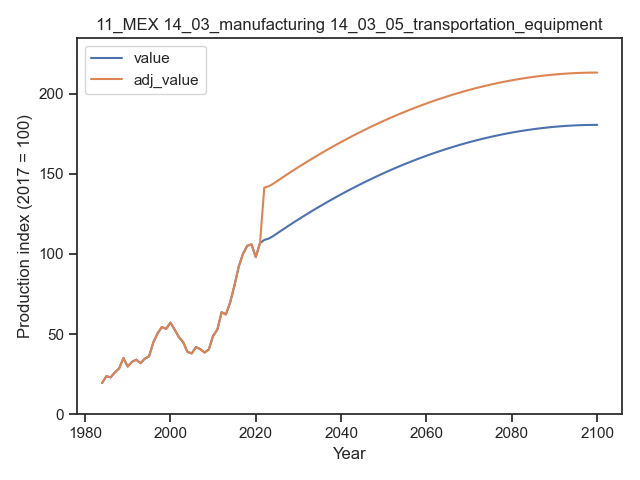 11_MEX 14_03_manufacturing 14_03_05_transportation_equipment
value
adj_value
Production index (2017 = 100)
200
150
100
50
0
1980 2000 2020 2040 2060 2080 2100
Year